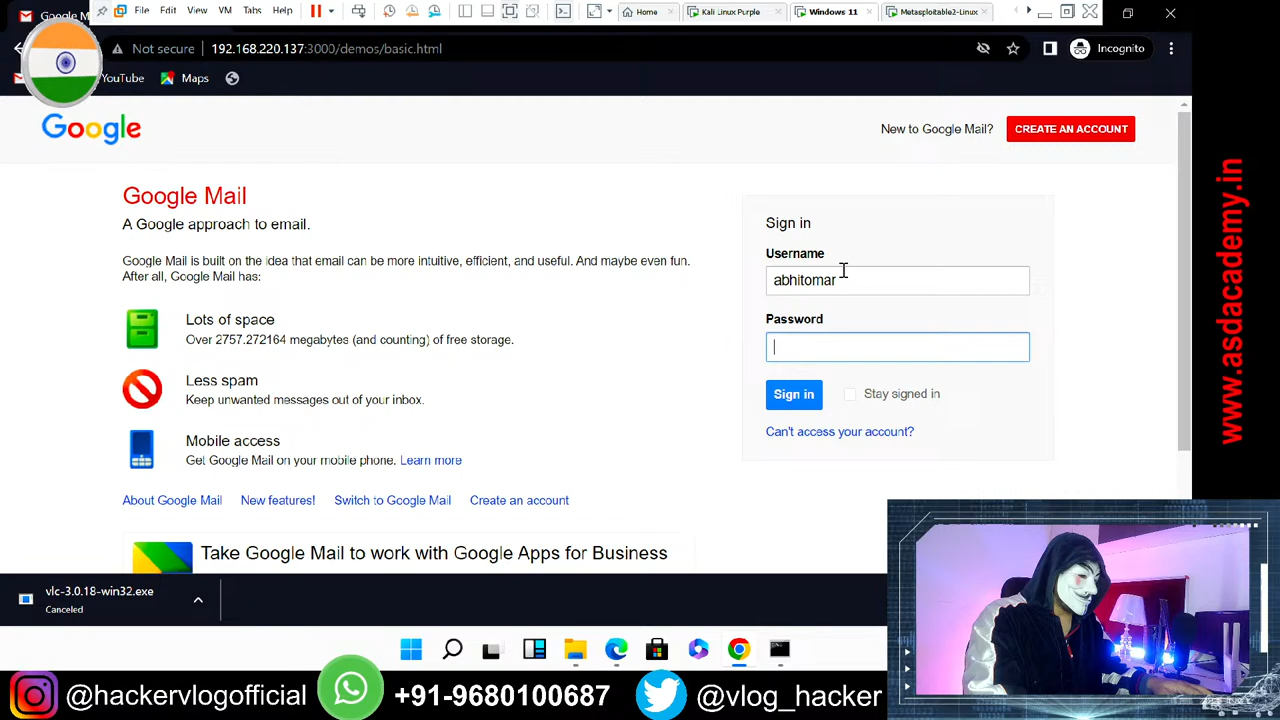 File Edit View VM Tabs Help
Home Kali Linux Purple Windows 11 Metasploitable2-Linux
Google M
Not secure 192.168.220.137:3000/demos/basic.html Incognito
YouTube Maps
Google New to Google Mail? CREATE AN ACCOUNT
Google Mail
A Google approach to email.
Google Mail is built on the idea that email can be more intuitive, efficient, and useful. And maybe even fun.
After all, Google Mail has:
Lots of space
Over 2757.272164 megabytes (and counting) of free storage.
Less spam
Keep unwanted messages out of your inbox.
Mobile access
Get Google Mail on your mobile phone. Learn more
About Google Mail New features! Switch to Google Mail Create an account
Take Google Mail to work with Google Apps for Business
Sign in
Username
abhitomar
Password
Sign in Stay signed in
Can't access your account?
www.asdacademy.in
vlc-3.0.18-win32.exe
Canceled
@hackervlogofficial +91-9680100687 @vlog_hacker